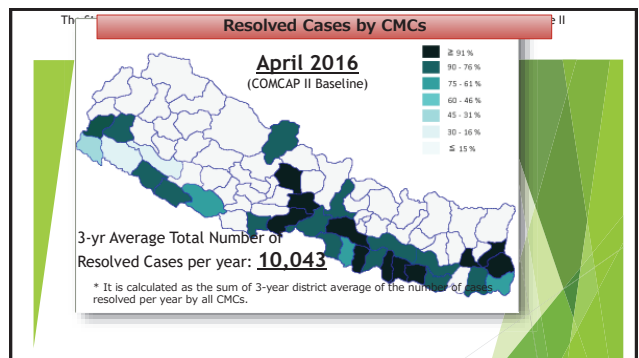 Resolved Cases by CMCs
April 2016
(COMCAP II Baseline)
≧ 91 %
90 - 76 %
75 - 61 %
60 - 46 %
45 - 31 %
30 - 16 %
≦ 15 %
3-yr Average Total Number of
Resolved Cases per year: 10,043
* It is calculated as the sum of 3-year district average of the number of cases
resolved per year by all CMCs.